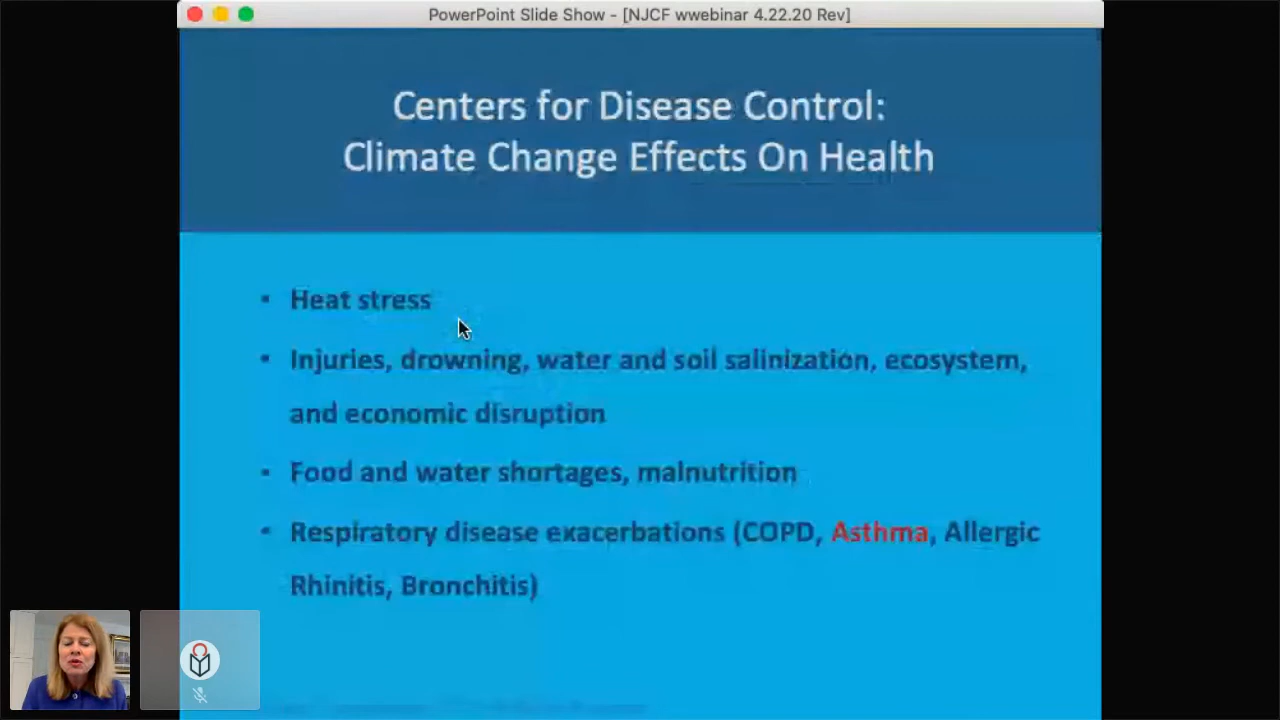 PowerPoint Slide Show - [NJCF wwebinar 4.22.20 Rev]
Centers for Disease Control:
Climate Change Effects On Health
• Heat stress
• Injuries, drowning, water and soil salinization, ecosystem,
and economic disruption
• Food and water shortages, malnutrition
• Respiratory disease exacerbations (COPD, Asthma, Allergic
Rhinitis, Bronchitis)